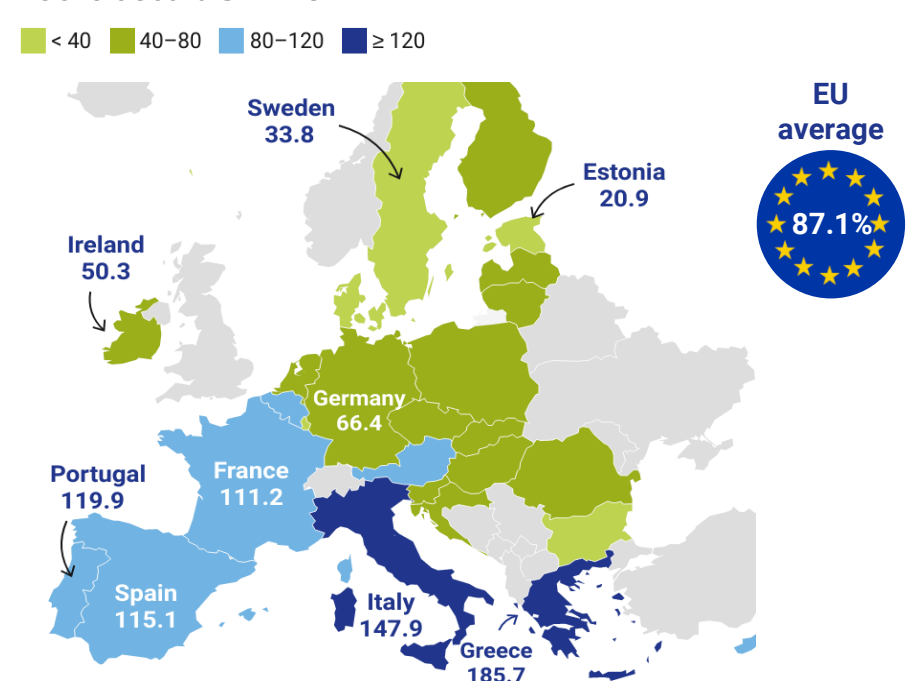 < 40
40–80
80–120
≥ 120
EU
average
87.1%
Sweden
33.8
Estonia
20.9
Ireland
50.3
Germany
66.4
France
111.2
Portugal
119.9
Spain
115.1
Italy
147.9
Greece
185.7